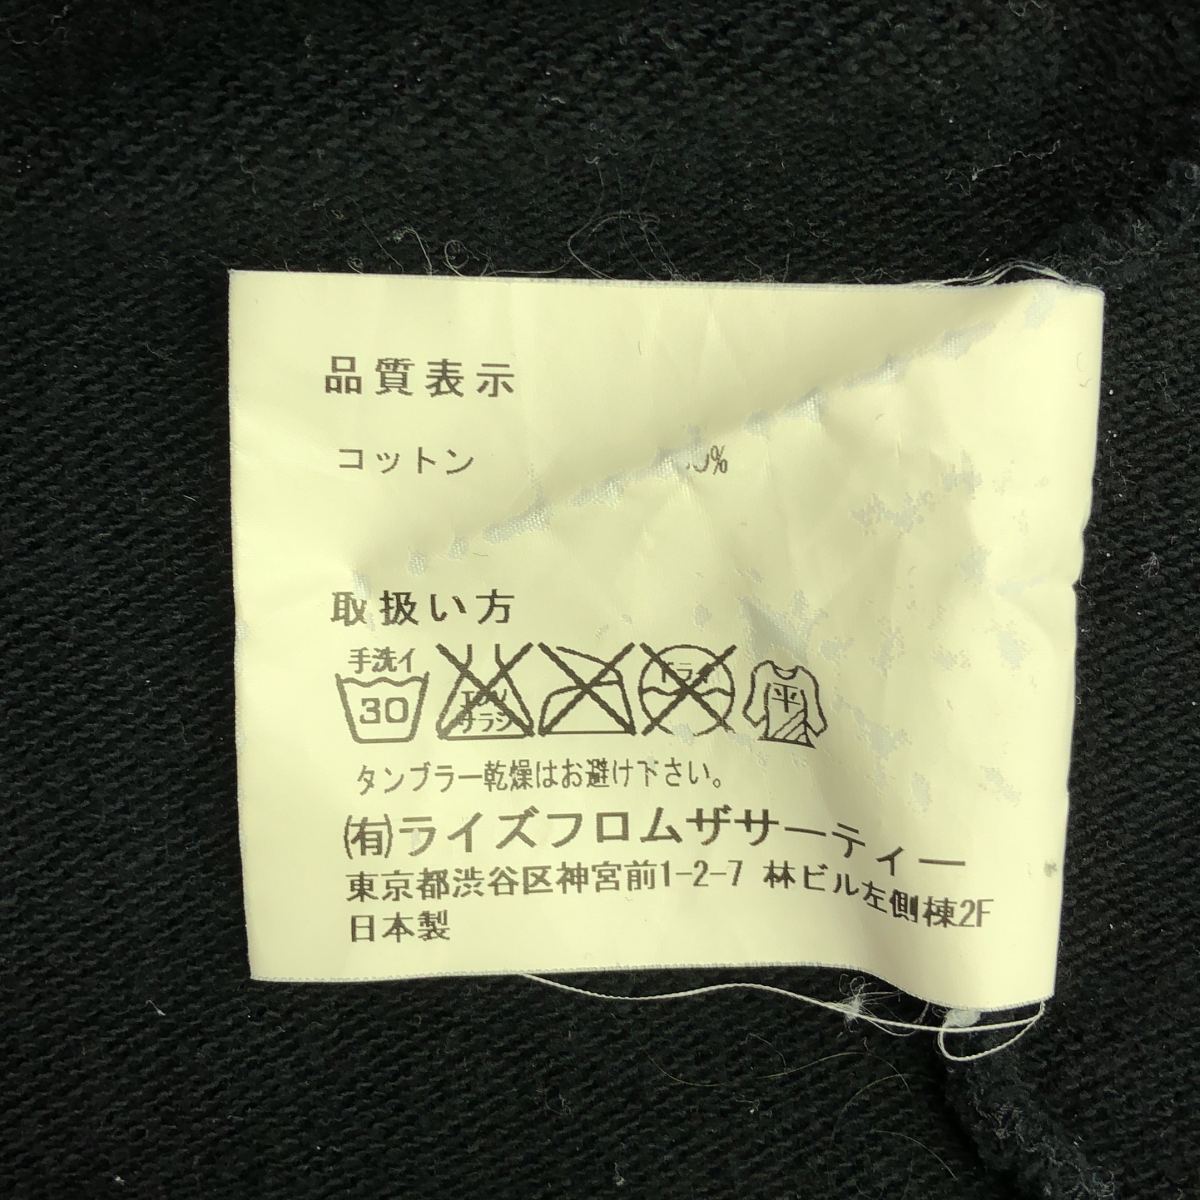 品質表示
コットン %
取扱い方
手洗イ
30
平
タンブラー乾燥はお避け下さい。
(有)ライズフロムザサーティー
東京都渋谷区神宮前1-2-7 林ビル左側棟2F
日本製